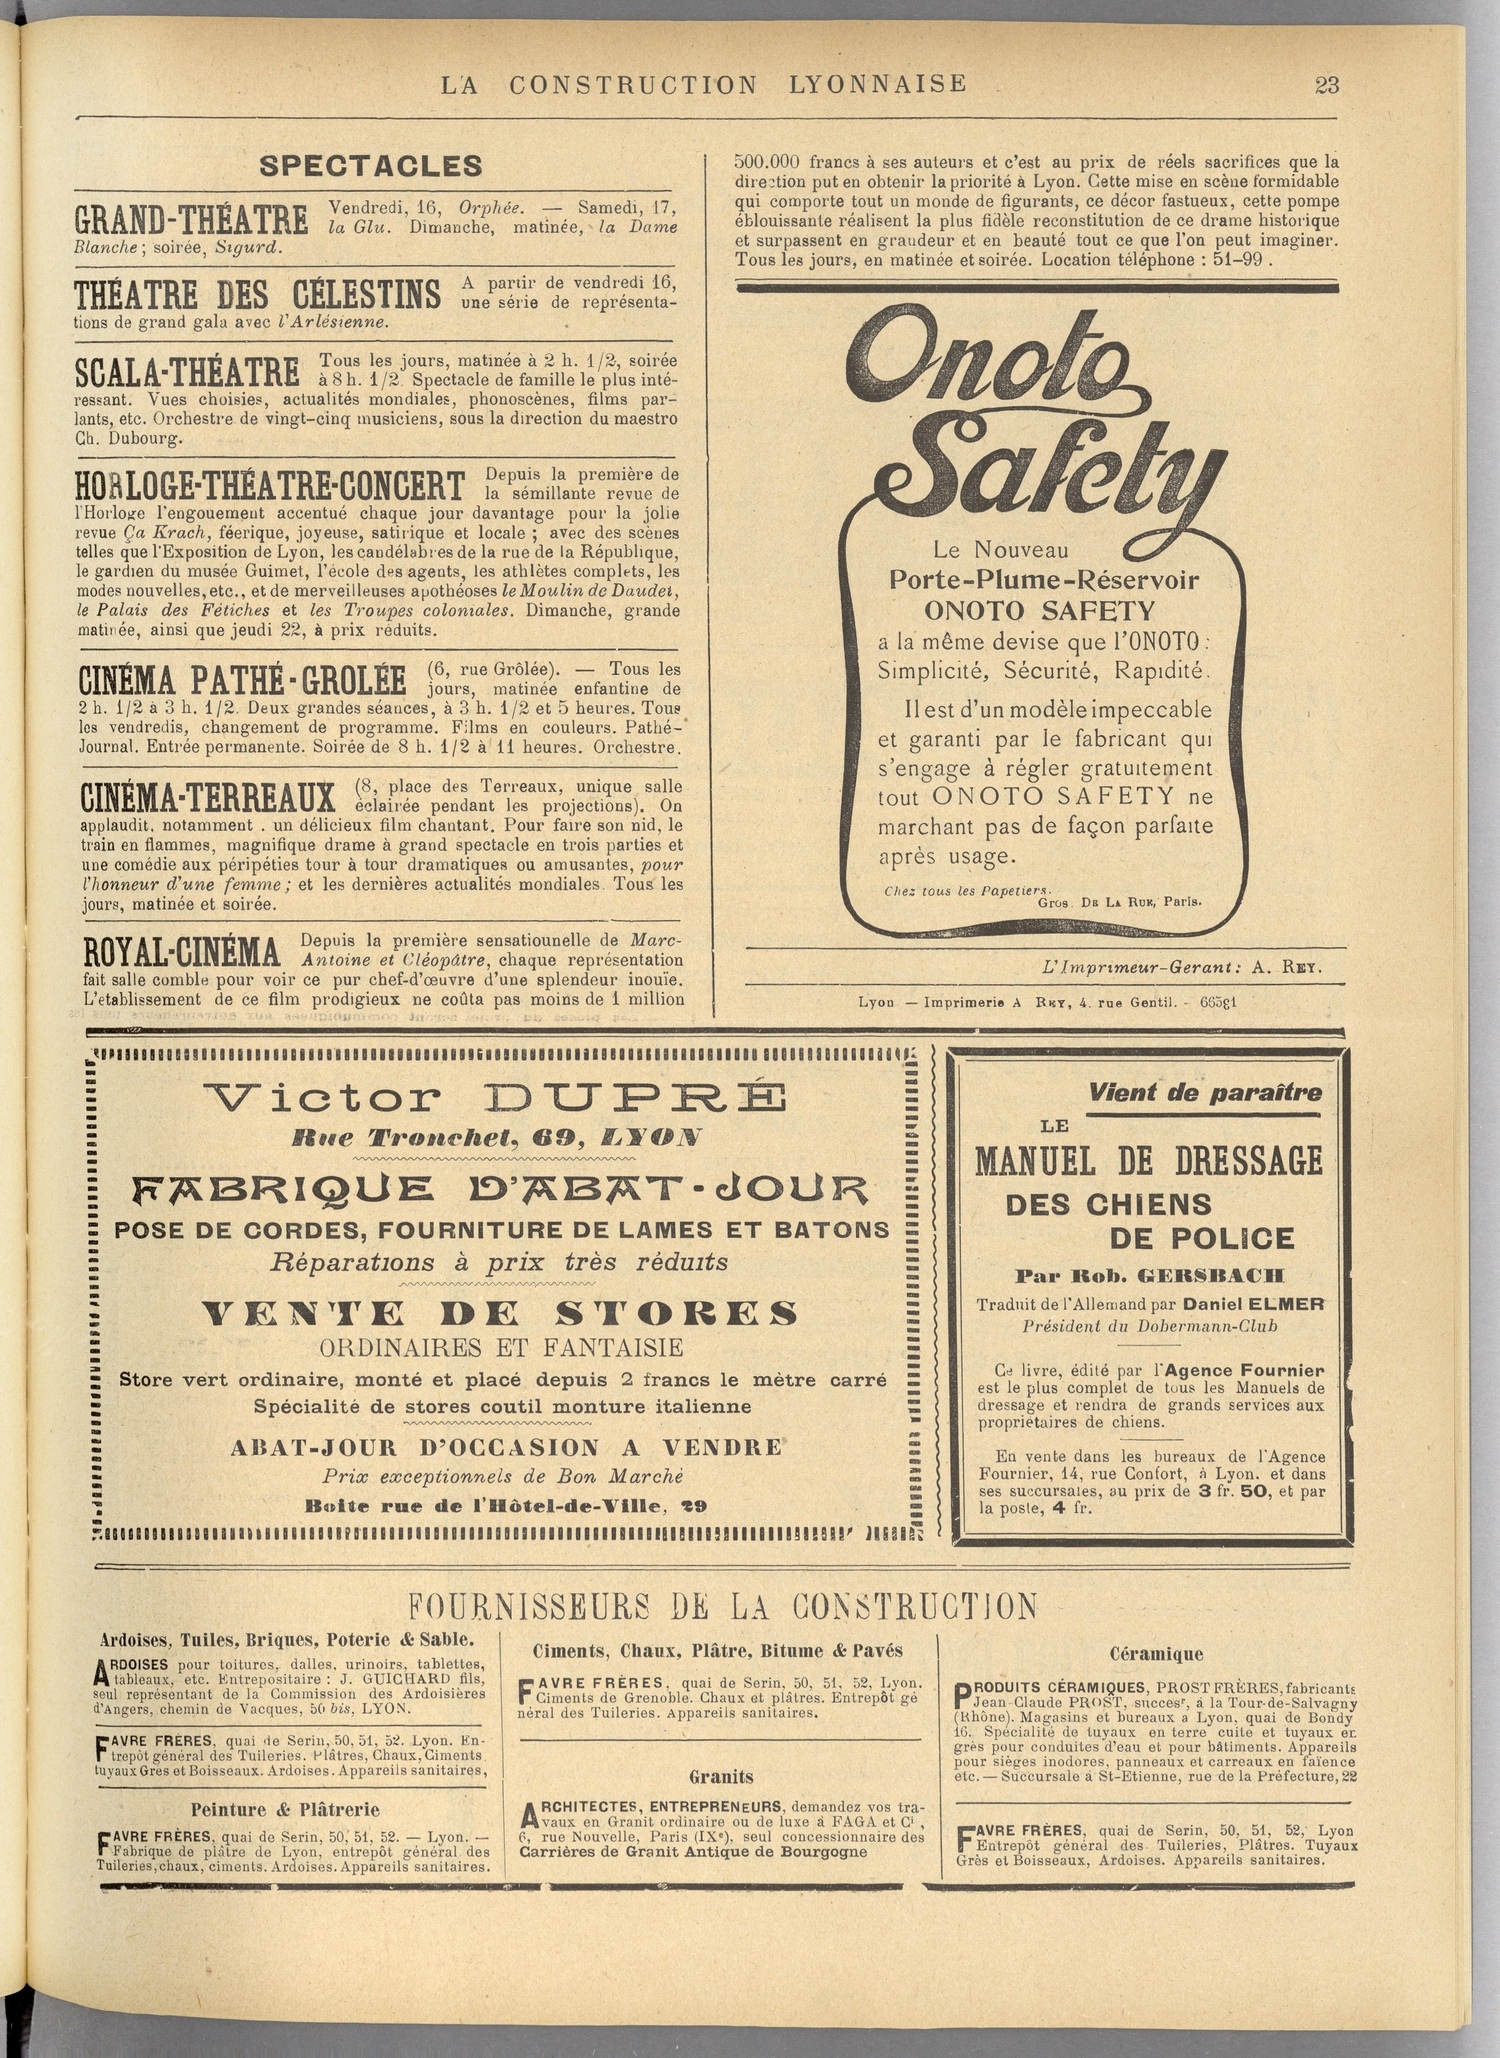 LA CONSTRUCTION LYONNAISE
23
SPECTACLES
GRAND-THÉATRE Vendredi, 16, Orphée. — Samedi, 17,
la Glu. Dimanche, matinée, la Dame
Blanche ; soirée, Sigurd.
THÉATRE DES CÉLESTINS A partir de vendredi 16,
une série de représenta-
tions de grand gala avec l'Arlésienne.
SCALA-THÉATRE Tous les jours, matinée à 2 h. 1/2, soirée
à 8 h. 1/2. Spectacle de famille le plus inté-
ressant. Vues choisies, actualités mondiales, phonoscènes, films par-
lants, etc. Orchestre de vingt-cinq musiciens, sous la direction du maestro
Ch. Dubourg.
HORLOGE-THÉATRE-CONCERT Depuis la première de
la sémillante revue de
l'Horloge l'engouement accentué chaque jour davantage pour la jolie
revue Ça Krach, féerique, joyeuse, satirique et locale ; avec des scènes
telles que l'Exposition de Lyon, les candélabres de la rue de la République,
le gardien du musée Guimet, l'école des agents, les athlètes complets, les
modes nouvelles, etc., et de merveilleuses apothéoses le Moulin de Daudet,
le Palais des Fétiches et les Troupes coloniales. Dimanche, grande
matinée, ainsi que jeudi 22, à prix réduits.
CINÉMA PATHÉ-GROLÉE (6, rue Grôlée). — Tous les
jours, matinée enfantine de
2 h. 1/2 à 3 h. 1/2. Deux grandes séances, à 3 h. 1/2 et 5 heures. Tous
les vendredis, changement de programme. Films en couleurs. Pathé-
Journal. Entrée permanente. Soirée de 8 h. 1/2 à 11 heures. Orchestre.
CINÉMA-TERREAUX (8, place des Terreaux, unique salle
éclairée pendant les projections). On
applaudit, notamment . un délicieux film chantant. Pour faire son nid, le
train en flammes, magnifique drame à grand spectacle en trois parties et
une comédie aux péripéties tour à tour dramatiques ou amusantes, pour
l'honneur d'une femme ; et les dernières actualités mondiales. Tous les
jours, matinée et soirée.
ROYAL-CINÉMA Depuis la première sensatiounelle de Marc-
Antoine et Cléopâtre, chaque représentation
fait salle comble pour voir ce pur chef-d'œuvre d'une splendeur inouïe.
L'etablissement de ce film prodigieux ne coûta pas moins de 1 million
500.000 francs à ses auteurs et c'est au prix de réels sacrifices que la
direction put en obtenir la priorité à Lyon. Cette mise en scène formidable
qui comporte tout un monde de figurants, ce décor fastueux, cette pompe
éblouissante réalisent la plus fidèle reconstitution de ce drame historique
et surpassent en grandeur et en beauté tout ce que l'on peut imaginer.
Tous les jours, en matinée et soirée. Location téléphone : 51-99 .
Onoto
Safety
Le Nouveau
Porte-Plume-Réservoir
ONOTO SAFETY
a la même devise que l'ONOTO :
Simplicité, Sécurité, Rapidité.
Il est d'un modèle impeccable
et garanti par le fabricant qui
s'engage à régler gratuitement
tout ONOTO SAFETY ne
marchant pas de façon parfaite
après usage.
Chez tous les Papetiers.
Gros. DE LA RUE, Paris.
L'Imprimeur-Gerant : A. REY.
Lyon — Imprimerie A REY, 4. rue Gentil. -
Victor DUPRÉ
Rue Tronchet, 69, LYON
FABRIQUE D'ABAT-JOUR
POSE DE CORDES, FOURNITURE DE LAMES ET BATONS
Réparations à prix très réduits
VENTE DE STORES
ORDINAIRES ET FANTAISIE
Store vert ordinaire, monté et placé depuis 2 francs le mètre carré
Spécialité de stores coutil monture italienne
ABAT-JOUR D'OCCASION A VENDRE
Prix exceptionnels de Bon Marché
Boite rue de l'Hôtel-de-Ville, 29
Vient de paraître
LE
MANUEL DE DRESSAGE
DES CHIENS
DE POLICE
Par Rob. GERSBACH
Traduit de l'Allemand par Daniel ELMER
Président du Dobermann-Club
Ce livre, édité par l'Agence Fournier
est le plus complet de tous les Manuels de
dressage et rendra de grands services aux
propriétaires de chiens.
En vente dans les bureaux de l'Agence
Fournier, 14, rue Confort, à Lyon. et dans
ses succursales, au prix de 3 fr. 50, et par
la poste, 4 fr.
FOURNISSEURS DE LA CONSTRUCTION
Ardoises, Tuiles, Briques, Poterie & Sable.
ARDOISES pour toitures, dalles, urinoirs, tablettes,
tableaux, etc. Entrepositaire : J. GUICHARD fils,
seul représentant de la Commission des Ardoisières
d'Angers, chemin de Vacques, 50 bis, LYON.
FAVRE FRÈRES, quai de Serin, 50, 51, 52. Lyon. En-
trepôt général des Tuileries. Plâtres, Chaux, Ciments
tuyaux Grès et Boisseaux. Ardoises. Appareils sanitaires,
Peinture & Plâtrerie
FAVRE FRÈRES, quai de Serin, 50, 51, 52. — Lyon. —
Fabrique de plâtre de Lyon, entrepôt général des
Tuileries, chaux, ciments. Ardoises. Appareils sanitaires.
Ciments, Chaux, Plâtre, Bitume & Pavés
FAVRE FRÈRES, quai de Serin, 50, 51, 52, Lyon.
Ciments de Grenoble. Chaux et plâtres. Entrepôt gé
néral des Tuileries. Appareils sanitaires.
Granits
ARCHITECTES, ENTREPRENEURS, demandez vos tra-
vaux en Granit ordinaire ou de luxe à FAGA et Cⁱ ,
6, rue Nouvelle, Paris (IXᵉ), seul concessionnaire des
Carrières de Granit Antique de Bourgogne
Céramique
PRODUITS CÉRAMIQUES, PROST FRÈRES, fabricants
Jean-Claude PROST, succesʳ, à la Tour-de-Salvagny
(Rhône). Magasins et bureaux a Lyon, quai de Bondy
16. Spécialité de tuyaux en terre cuite et tuyaux en
grès pour conduites d'eau et pour bâtiments. Appareils
pour sièges inodores, panneaux et carreaux en faïence
etc. — Succursale à St-Etienne, rue de la Préfecture, 22
FAVRE FRÈRES, quai de Serin, 50, 51, 52, Lyon
Entrepôt général des Tuileries, Plâtres. Tuyaux
Grès et Boisseaux, Ardoises. Appareils sanitaires.